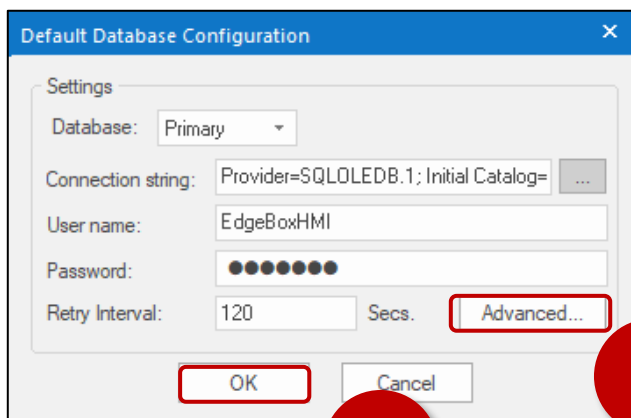 Default Database Configuration ×
Settings
Database: Primary
Connection string: Provider=SQLOLEDB.1; Initial Catalog= ...
User name: EdgeBoxHMI
Password: ●●●●●●●
Retry Interval: 120 Secs. Advanced...
OK Cancel